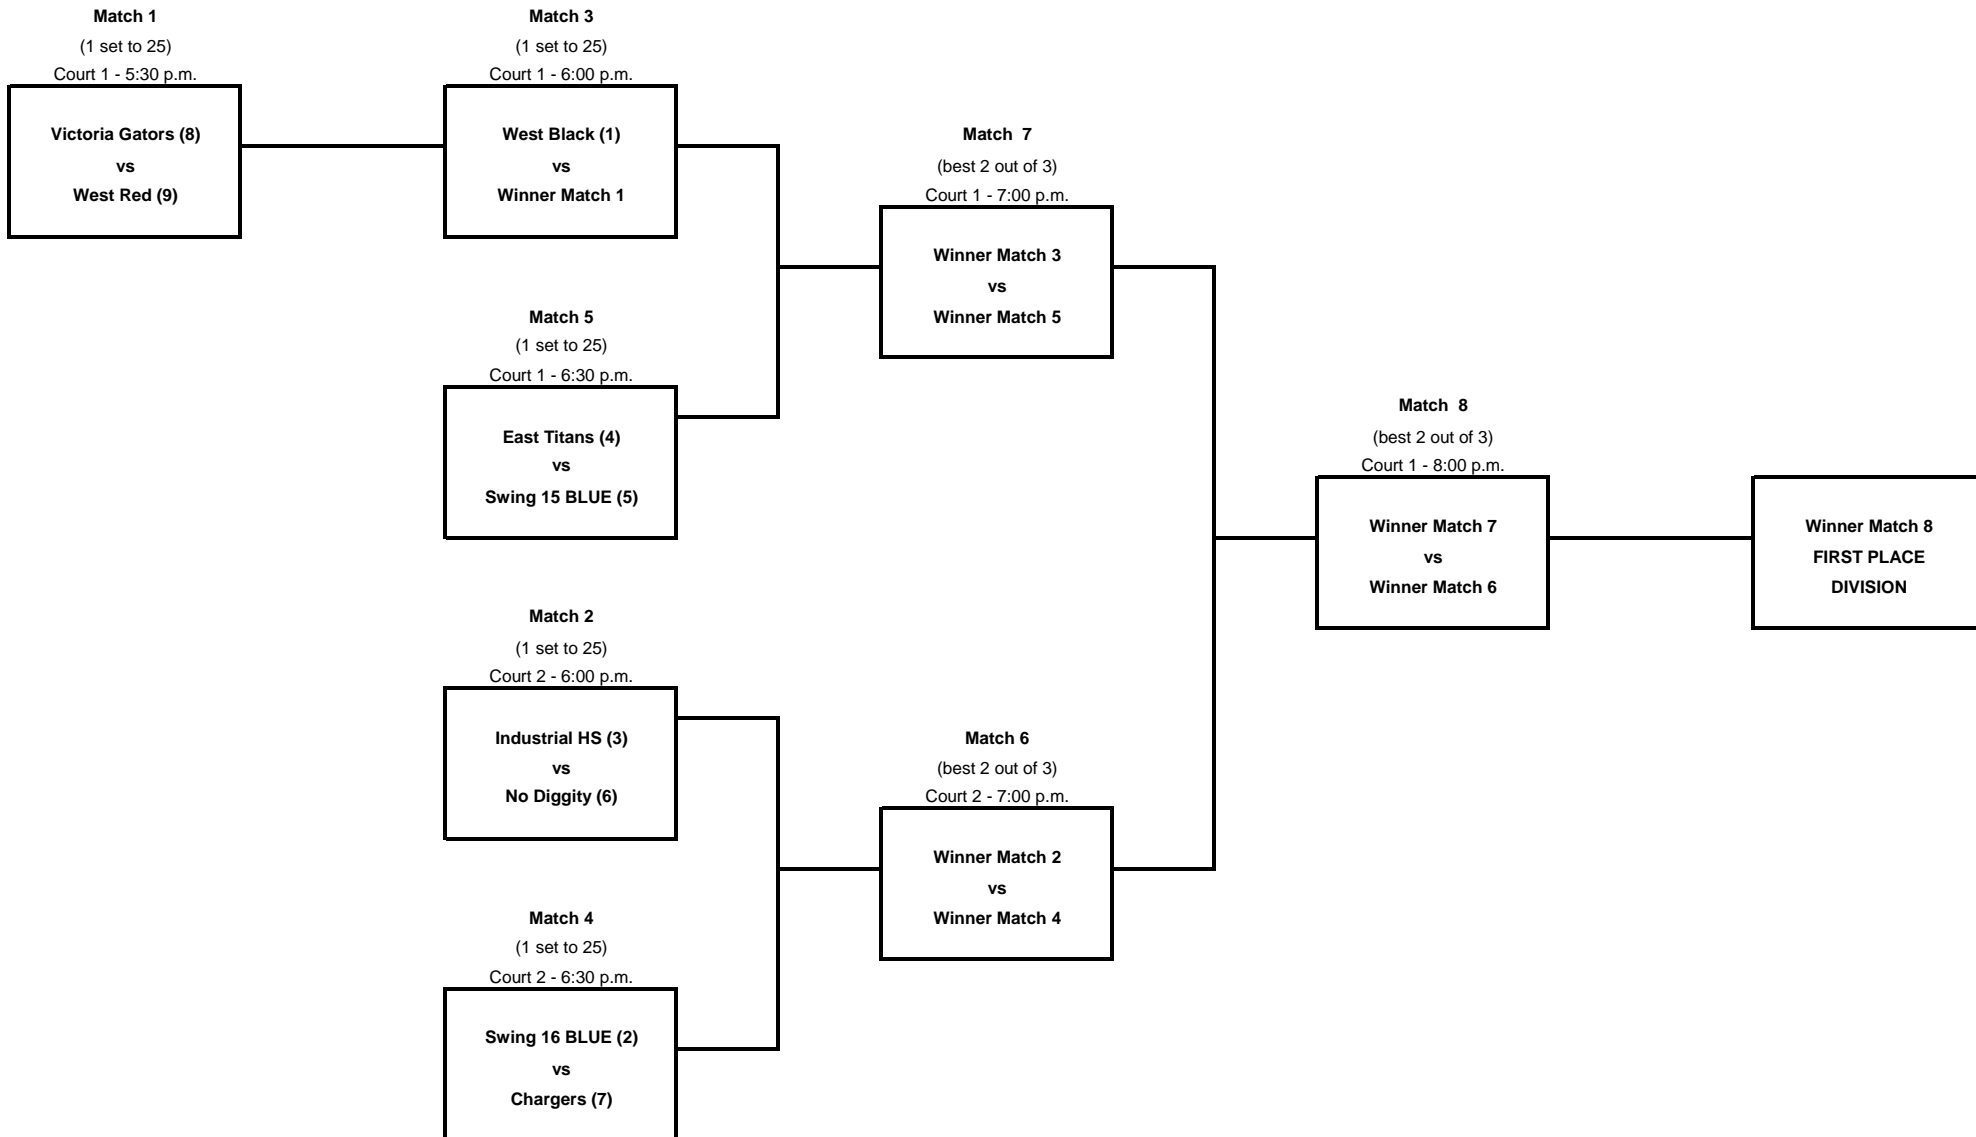 Match 1
(1 set to 25)
Court 1 - 5:30 p.m.
Victoria Gators (8)
vs
West Red (9)
Match 3
(1 set to 25)
Court 1 - 6:00 p.m.
West Black (1)
vs
Winner Match 1
Match 5
(1 set to 25)
Court 1 - 6:30 p.m.
East Titans (4)
vs
Swing 15 BLUE (5)
Match 2
(1 set to 25)
Court 2 - 6:00 p.m.
Industrial HS (3)
vs
No Diggity (6)
Match 4
(1 set to 25)
Court 2 - 6:30 p.m.
Swing 16 BLUE (2)
vs
Chargers (7)
Match 7
(best 2 out of 3)
Court 1 - 7:00 p.m.
Winner Match 3
vs
Winner Match 5
Match 6
(best 2 out of 3)
Court 2 - 7:00 p.m.
Winner Match 2
vs
Winner Match 4
Match 8
(best 2 out of 3)
Court 1 - 8:00 p.m.
Winner Match 7
vs
Winner Match 6
Winner Match 8
FIRST PLACE
DIVISION